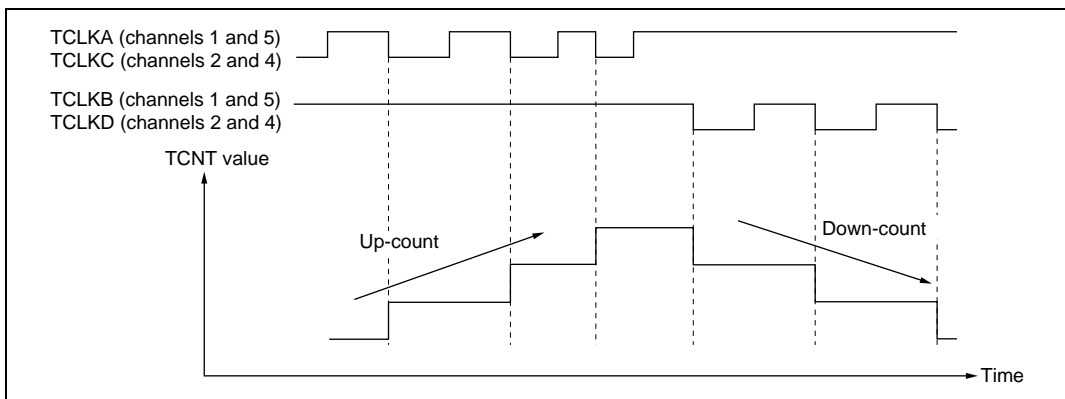 TCLKA (channels 1 and 5)
TCLKC (channels 2 and 4)
TCLKB (channels 1 and 5)
TCLKD (channels 2 and 4)
TCNT value
Up-count
Down-count
Time